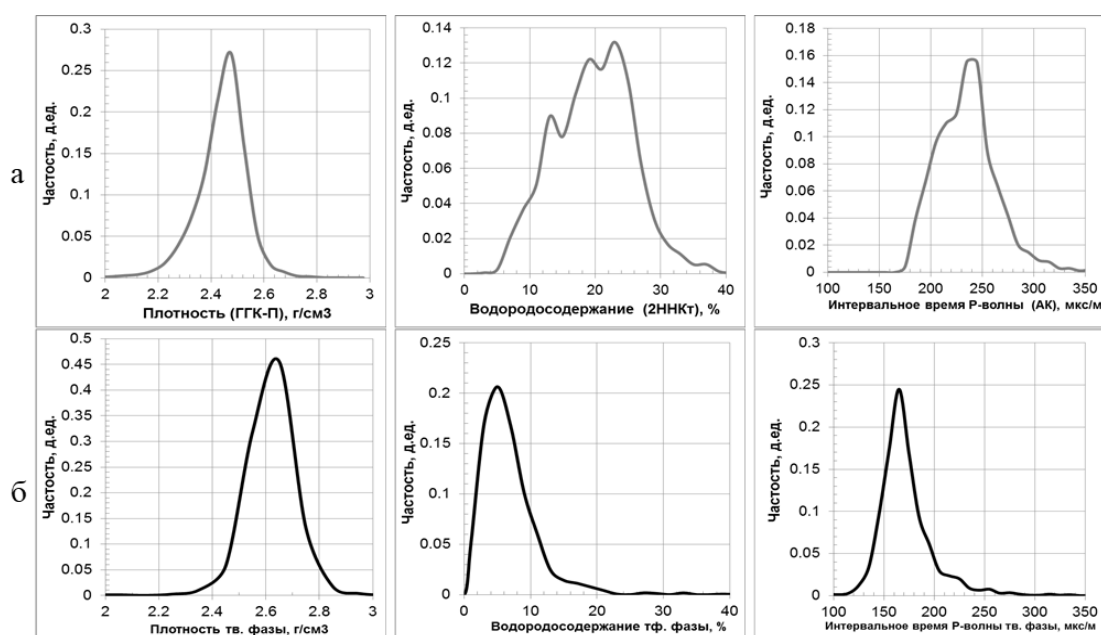 а
Частость, д.ед.
0.3
0.25
0.2
0.15
0.1
0.05
0
2 2.2 2.4 2.6 2.8 3
Плотность (ГГК-П), г/см3
Частость, д.ед.
0.14
0.12
0.1
0.08
0.06
0.04
0.02
0
0 10 20 30 40
Водородосодержание (2ННКт), %
Частость, д.ед.
0.18
0.16
0.14
0.12
0.1
0.08
0.06
0.04
0.02
0
100 150 200 250 300 350
Интервальное время Р-волны (АК), мкс/м
б
Частость, д.ед.
0.5
0.45
0.4
0.35
0.3
0.25
0.2
0.15
0.1
0.05
0
2 2.2 2.4 2.6 2.8 3
Плотность тв. фазы, г/см3
Частость, д.ед.
0.25
0.2
0.15
0.1
0.05
0
0 10 20 30 40
Водородосодержание тф. фазы, %
Частость, д.ед.
0.3
0.25
0.2
0.15
0.1
0.05
0
100 150 200 250 300 350
Интервальное время Р-волны тв. фазы, мкс/м